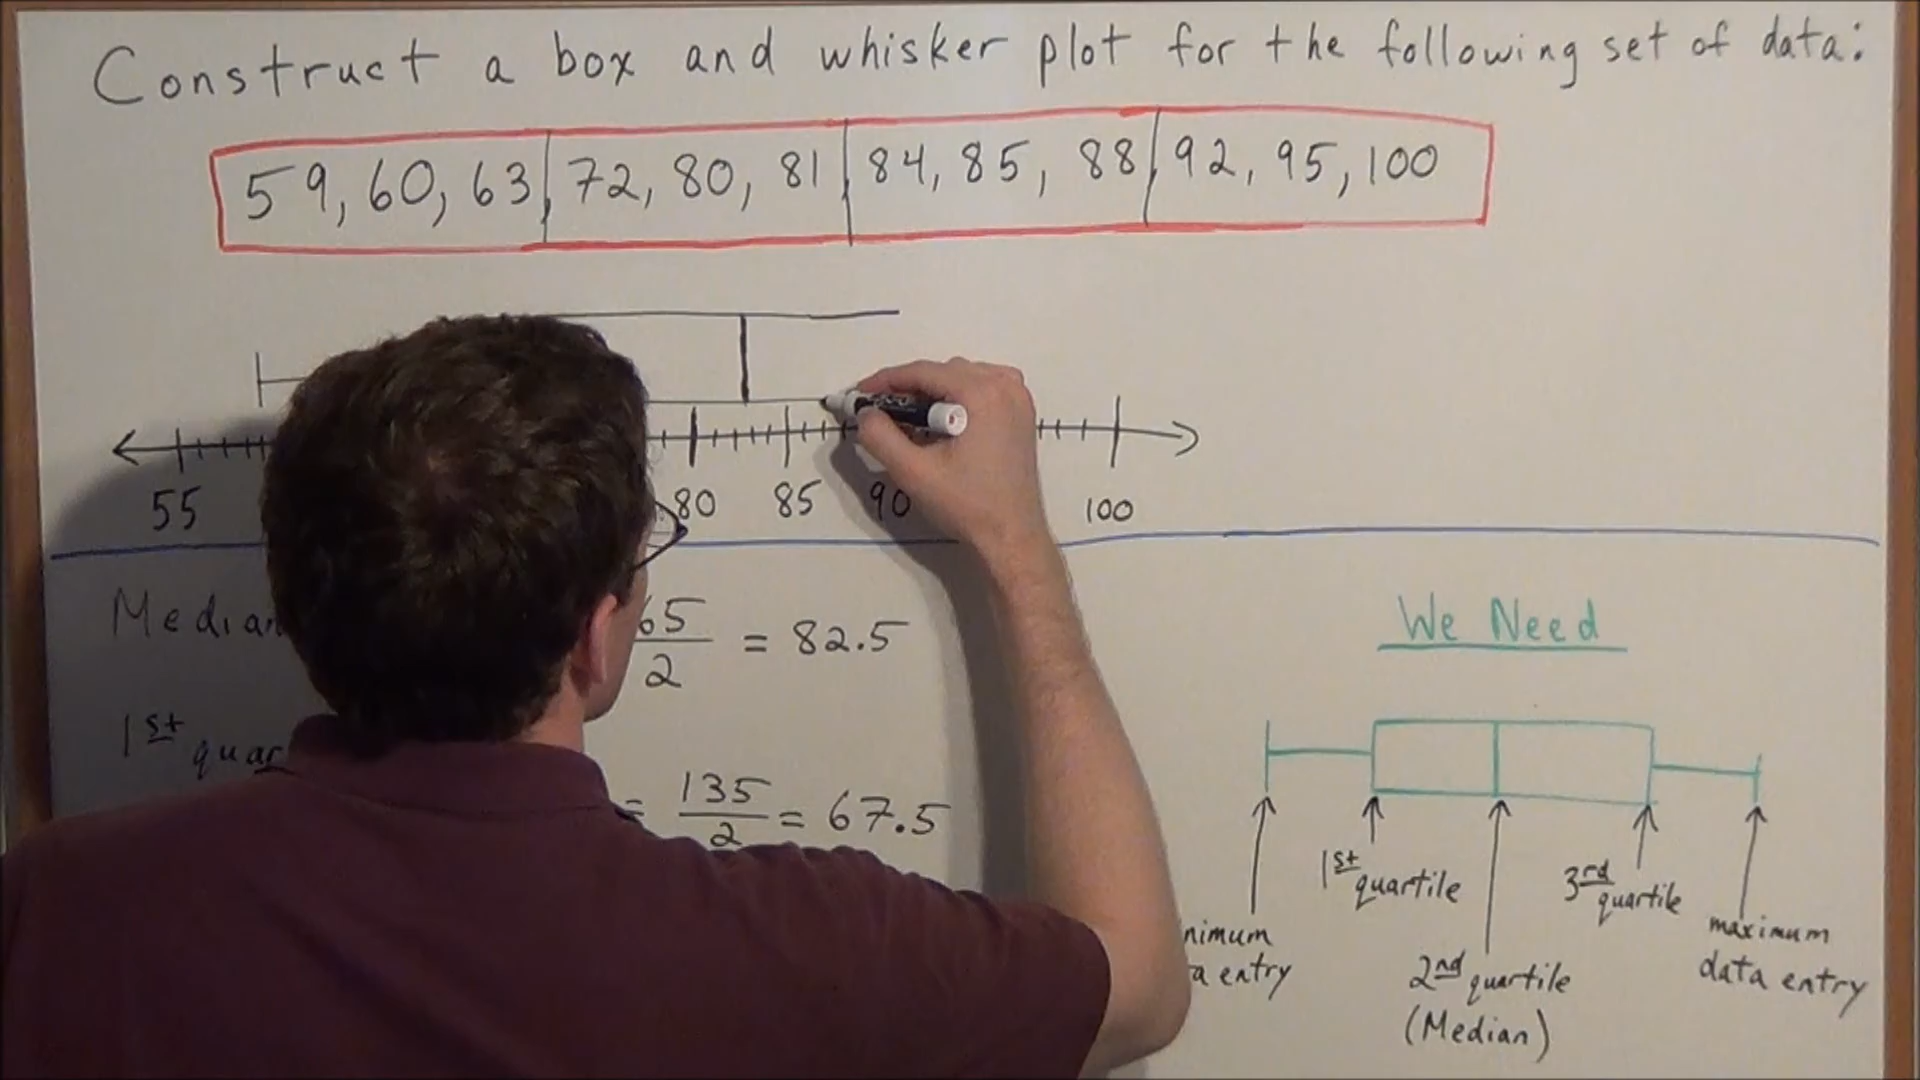 Construct a box and whisker plot for the following set of data:
59, 60, 63, 72, 80, 81, 84, 85, 88, 92, 95, 100
55 80 85 90 100
Median 65/2 = 82.5
1st quar = 135/2 = 67.5
We Need
1st quartile
3rd quartile
nimum
a entry
maximum
data entry
2nd quartile
(Median)